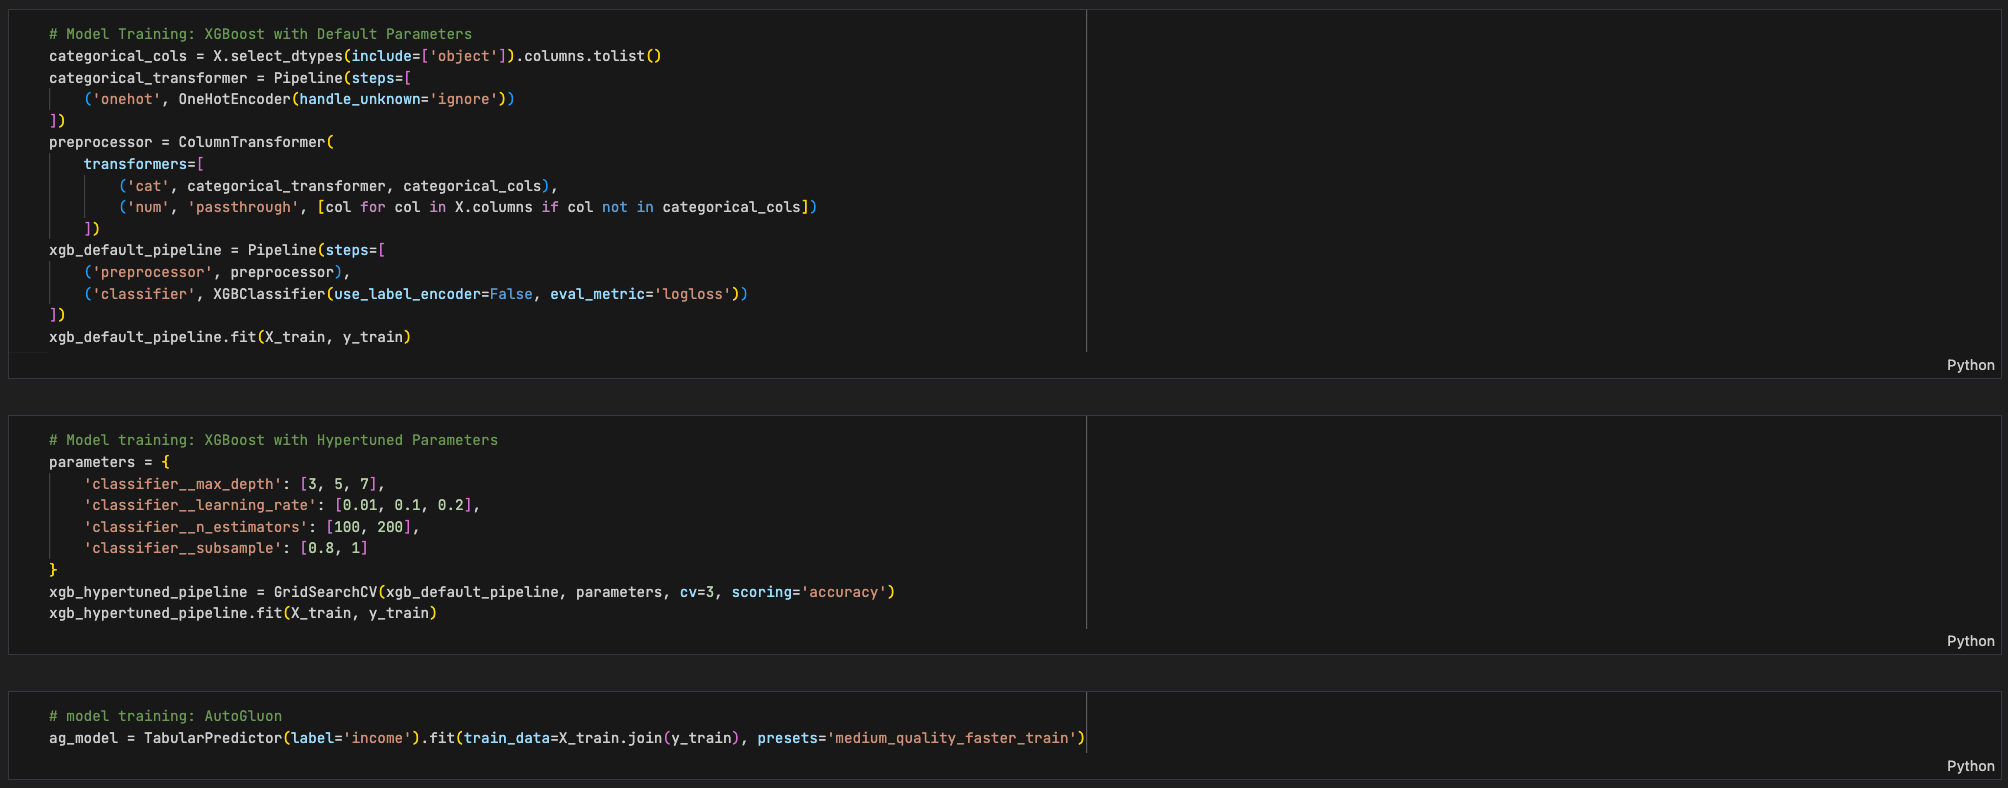 # Model Training: XGBoost with Default Parameters
categorical_cols = X.select_dtypes(include=['object']).columns.tolist()
categorical_transformer = Pipeline(steps=[
    ('onehot', OneHotEncoder(handle_unknown='ignore'))
])
preprocessor = ColumnTransformer(
    transformers=[
        ('cat', categorical_transformer, categorical_cols),
        ('num', 'passthrough', [col for col in X.columns if col not in categorical_cols])
    ])
xgb_default_pipeline = Pipeline(steps=[
    ('preprocessor', preprocessor),
    ('classifier', XGBClassifier(use_label_encoder=False, eval_metric='logloss'))
])
xgb_default_pipeline.fit(X_train, y_train)
Python
# Model training: XGBoost with Hypertuned Parameters
parameters = {
    'classifier__max_depth': [3, 5, 7],
    'classifier__learning_rate': [0.01, 0.1, 0.2],
    'classifier__n_estimators': [100, 200],
    'classifier__subsample': [0.8, 1]
}
xgb_hypertuned_pipeline = GridSearchCV(xgb_default_pipeline, parameters, cv=3, scoring='accuracy')
xgb_hypertuned_pipeline.fit(X_train, y_train)
Python
# model training: AutoGluon
ag_model = TabularPredictor(label='income').fit(train_data=X_train.join(y_train), presets='medium_quality_faster_train')
Python